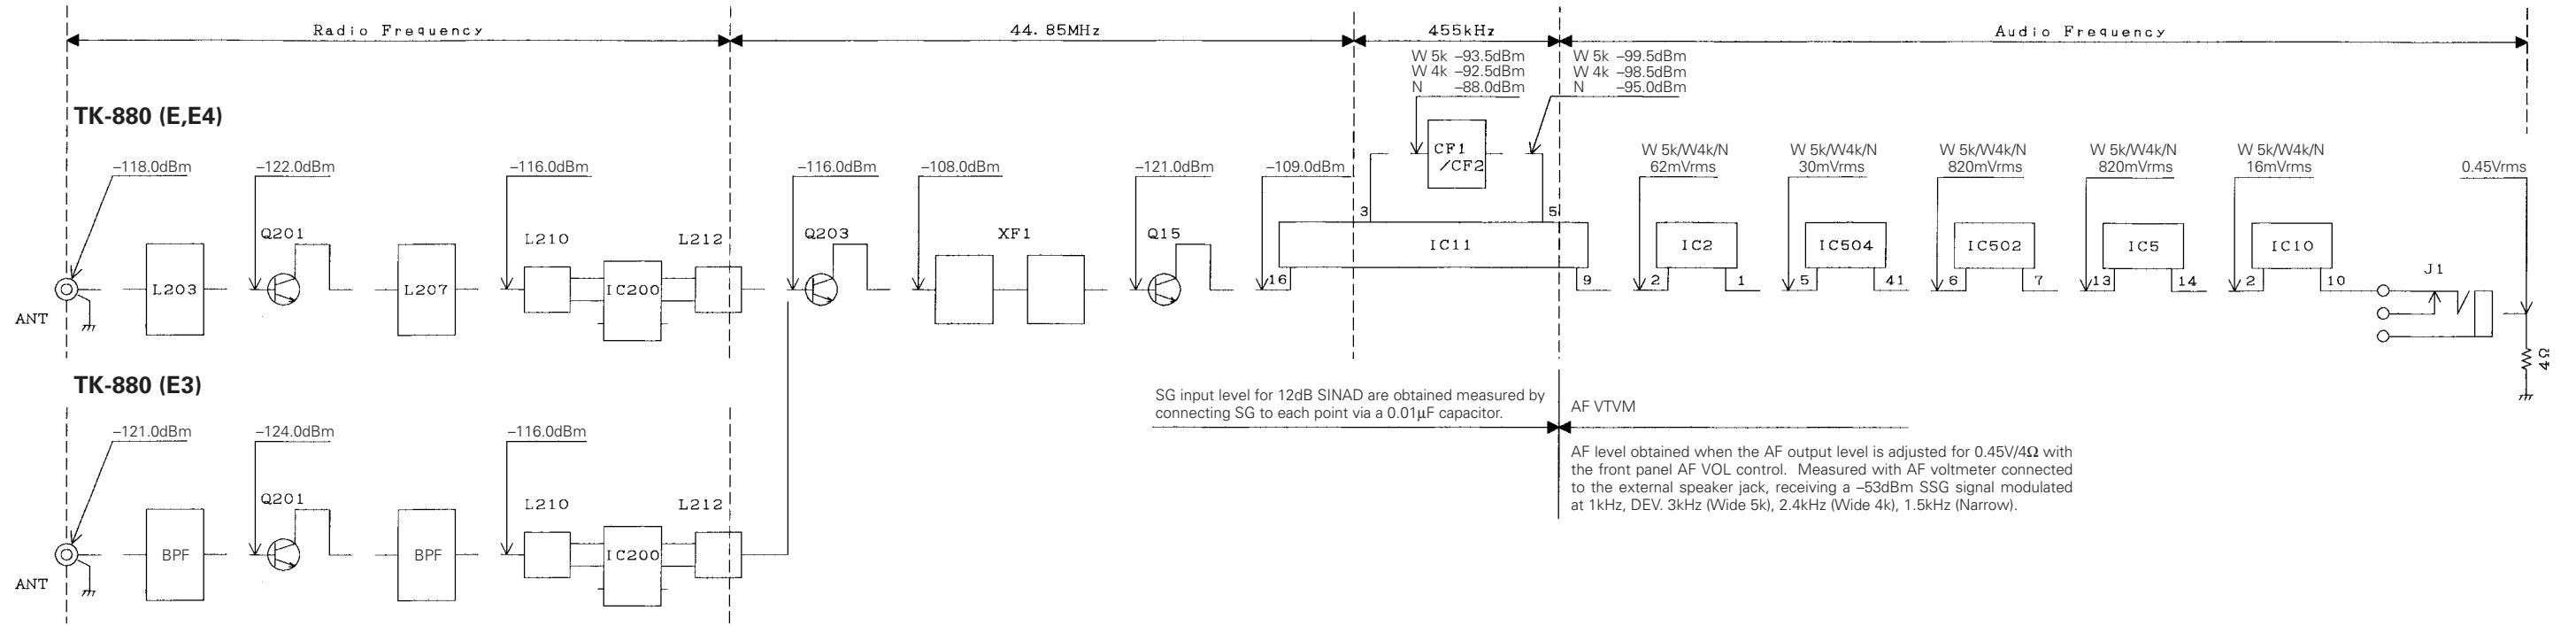 Radio Frequency
44.85MHz
455kHz
Audio Frequency
W 5k –93.5dBm
W 4k –92.5dBm
N –88.0dBm
W 5k –99.5dBm
W 4k –98.5dBm
N –95.0dBm
TK-880 (E,E4)
–118.0dBm
–122.0dBm
–116.0dBm
–116.0dBm
–108.0dBm
–121.0dBm
–109.0dBm
CF1
/CF2
W 5k/W4k/N
62mVrms
W 5k/W4k/N
30mVrms
W 5k/W4k/N
820mVrms
W 5k/W4k/N
820mVrms
W 5k/W4k/N
16mVrms
0.45Vrms
3
5
Q201
L210
L212
Q203
XF1
Q15
IC11
IC2
IC504
IC502
IC5
IC10
ANT
L203
L207
IC200
16
9
2
1
5
41
6
7
13
14
2
10
J1
4Ω
TK-880 (E3)
SG input level for 12dB SINAD are obtained measured by
connecting SG to each point via a 0.01µF capacitor.
AF VTVM
AF level obtained when the AF output level is adjusted for 0.45V/4Ω with
the front panel AF VOL control. Measured with AF voltmeter connected
to the external speaker jack, receiving a –53dBm SSG signal modulated
at 1kHz, DEV. 3kHz (Wide 5k), 2.4kHz (Wide 4k), 1.5kHz (Narrow).
–121.0dBm
–124.0dBm
–116.0dBm
Q201
L210
L212
ANT
BPF
BPF
IC200